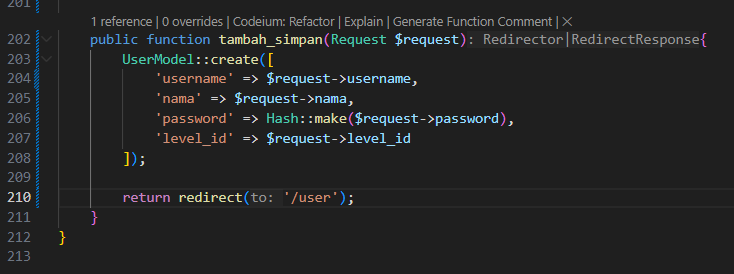 201
1 reference | 0 overrides | Codeium: Refactor | Explain | Generate Function Comment | ×
202 public function tambah_simpan(Request $request): Redirector|RedirectResponse{
203 UserModel::create([
204 'username' => $request->username,
205 'nama' => $request->nama,
206 'password' => Hash::make($request->password),
207 'level_id' => $request->level_id
208 ]);
209
210 return redirect(to: '/user');
211 }
212 }
213